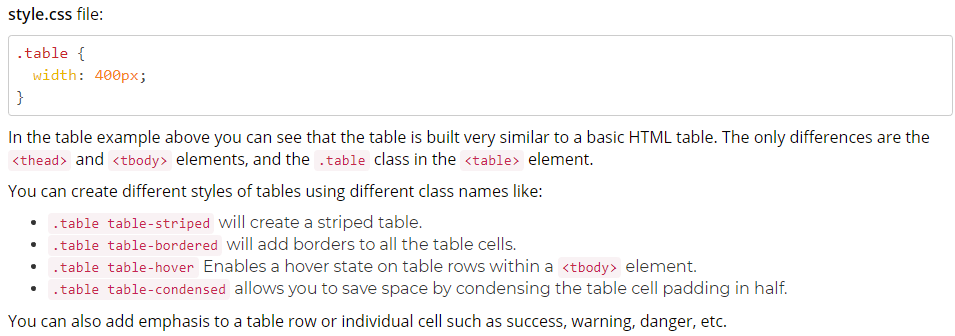 style.css file:
.table {
  width: 400px;
}
In the table example above you can see that the table is built very similar to a basic HTML table. The only differences are the
<thead> and <tbody> elements, and the .table class in the <table> element.
You can create different styles of tables using different class names like:
• .table table-striped will create a striped table.
• .table table-bordered will add borders to all the table cells.
• .table table-hover Enables a hover state on table rows within a <tbody> element.
• .table table-condensed allows you to save space by condensing the table cell padding in half.
You can also add emphasis to a table row or individual cell such as success, warning, danger, etc.